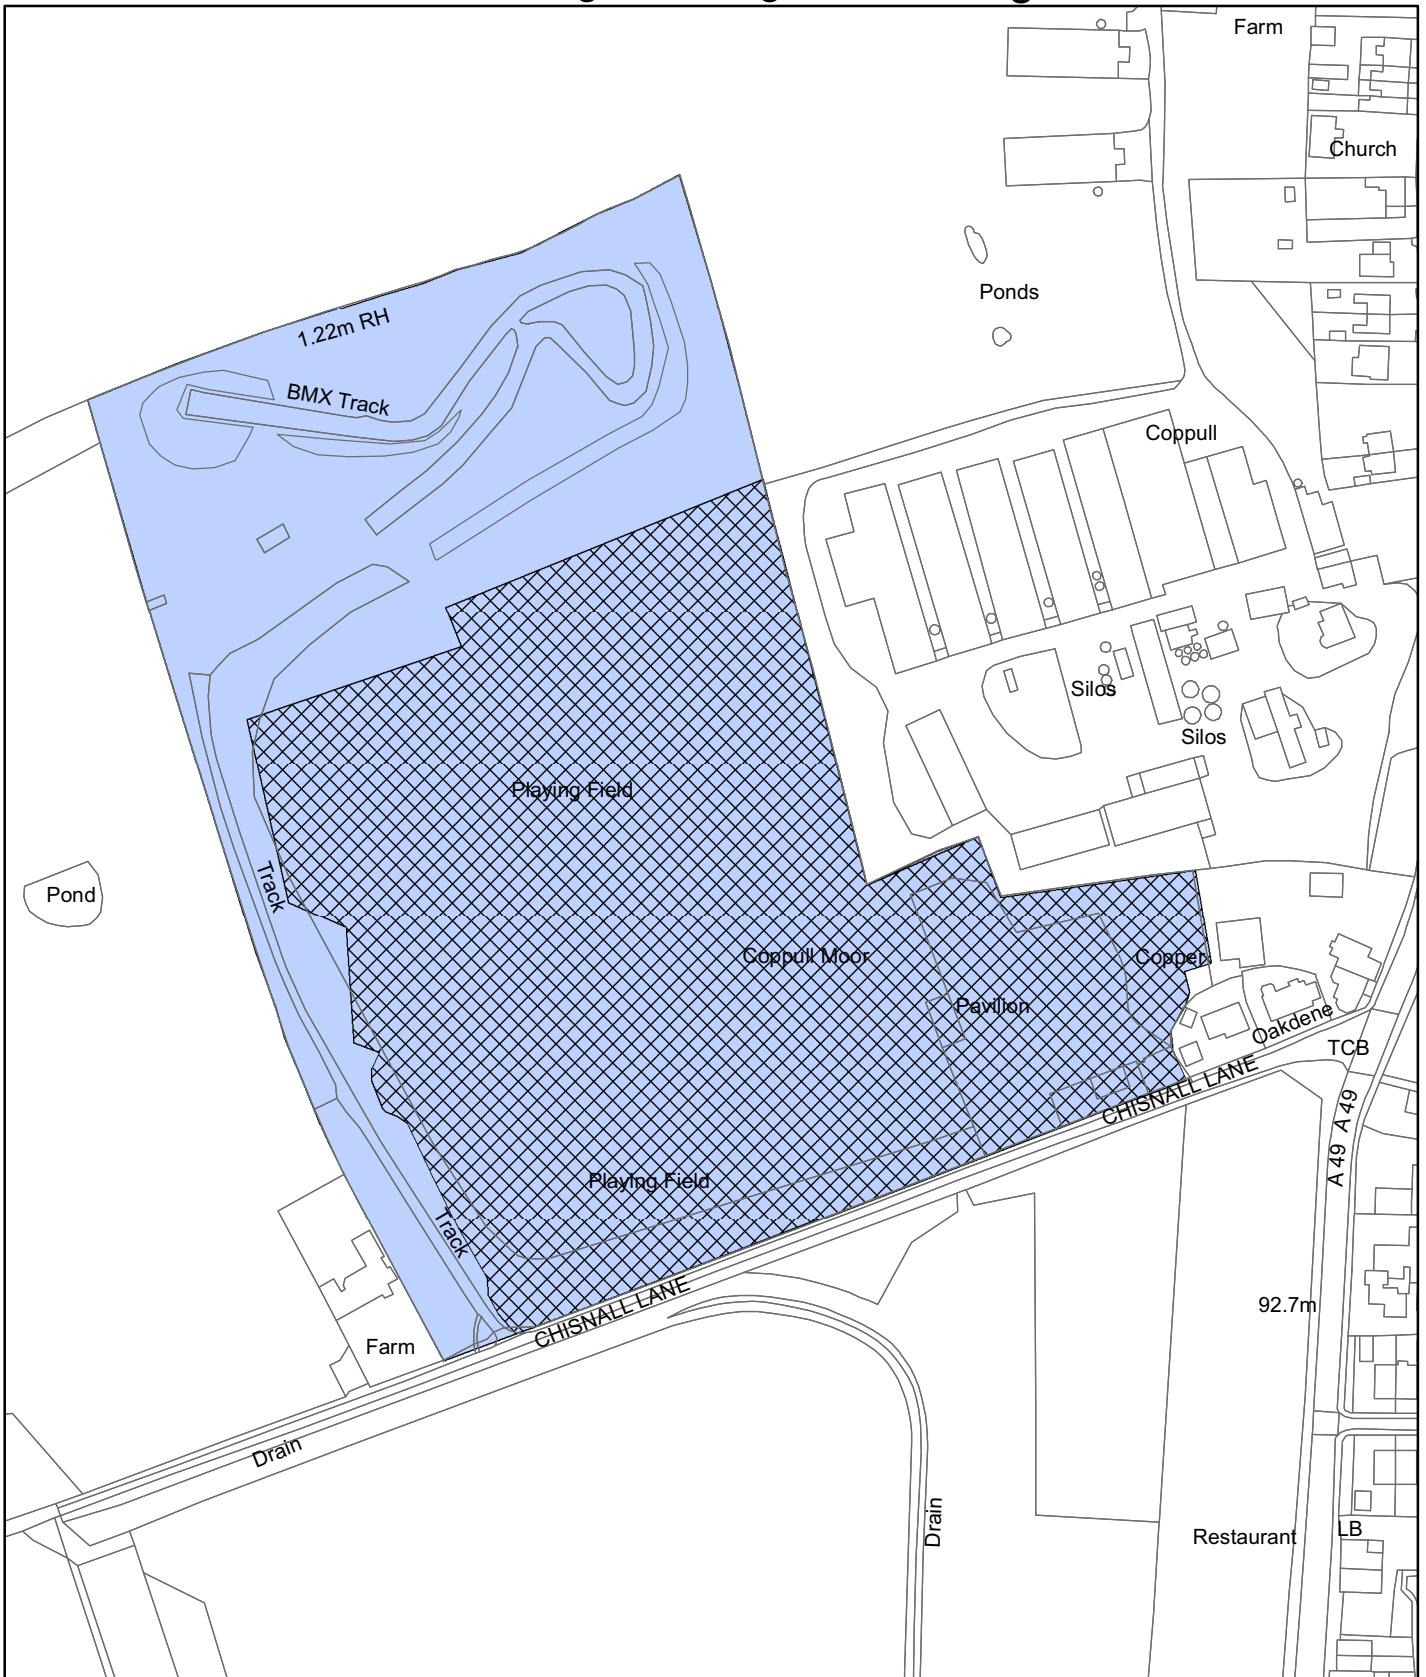 Farm
Church
Ponds
1.22m RH
BMX Track
Coppull
Silos
Silos
Playing Field
Track
Pond
Coppull Moor
Copper
Pavilion
Oakdene
TCB
CHISNALL LANE
A 49
A 49
Playing Field
Track
92.7m
CHISNALL LANE
Farm
Drain
Drain
Restaurant
LB